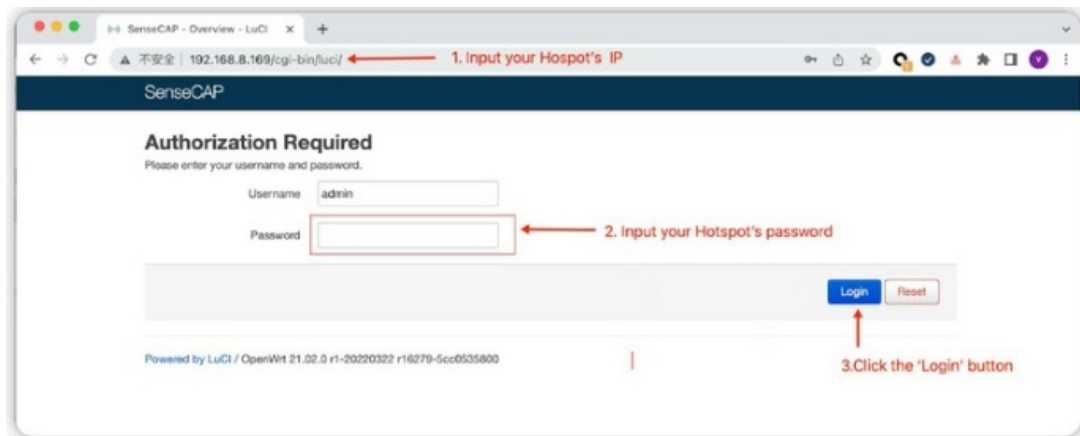 SenseCAP - Overview - LuCI
不安全 192.168.8.169/cgi-bin/luci/
1. Input your Hospot's IP
SenseCAP
Authorization Required
Please enter your username and password.
Username admin
Password
2. Input your Hotspot's password
Login Reset
Powered by LuCI / OpenWrt 21.02.0 r1-20220322 r16279-5cc0535800
3.Click the 'Login' button